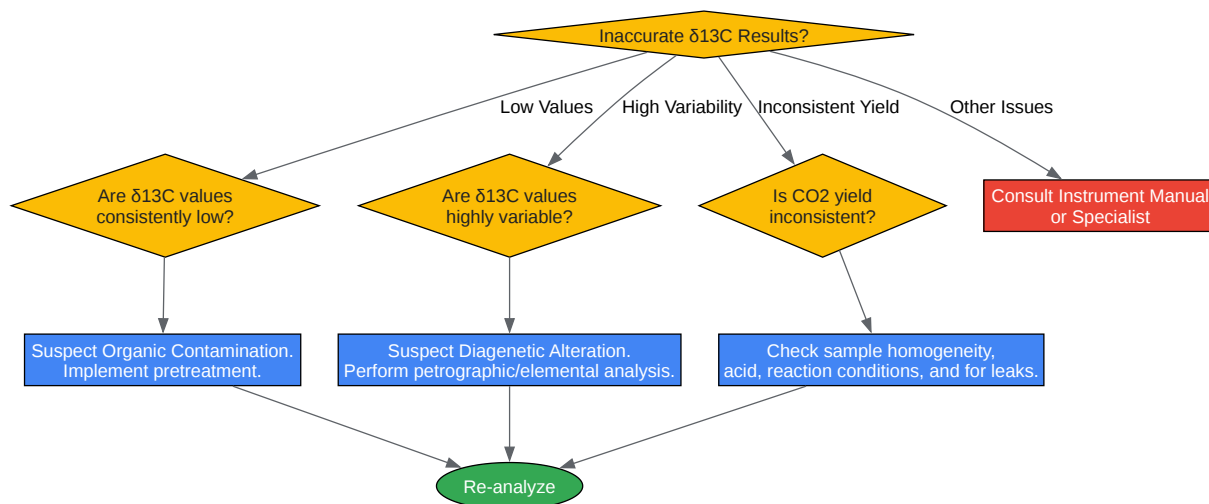 Inaccurate δ13C Results?
Low Values
High Variability
Inconsistent Yield
Other Issues
Are δ13C values
consistently low?
Are δ13C values
highly variable?
Is CO2 yield
inconsistent?
Consult Instrument Manual
or Specialist
Suspect Organic Contamination.
Implement pretreatment.
Suspect Diagenetic Alteration.
Perform petrographic/elemental analysis.
Check sample homogeneity,
acid, reaction conditions, and for leaks.
Re-analyze